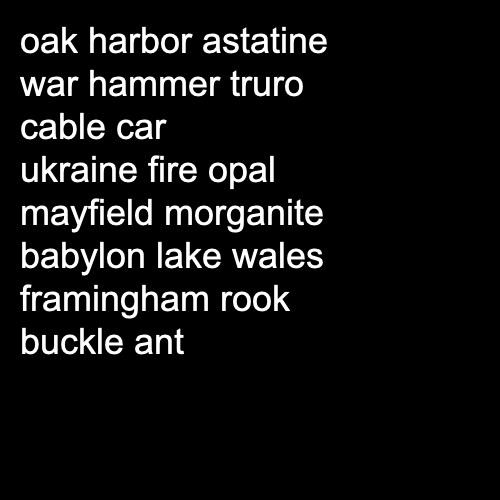 oak harbor astatine
war hammer truro
cable car
ukraine fire opal
mayfield morganite
babylon lake wales
framingham rook
buckle ant